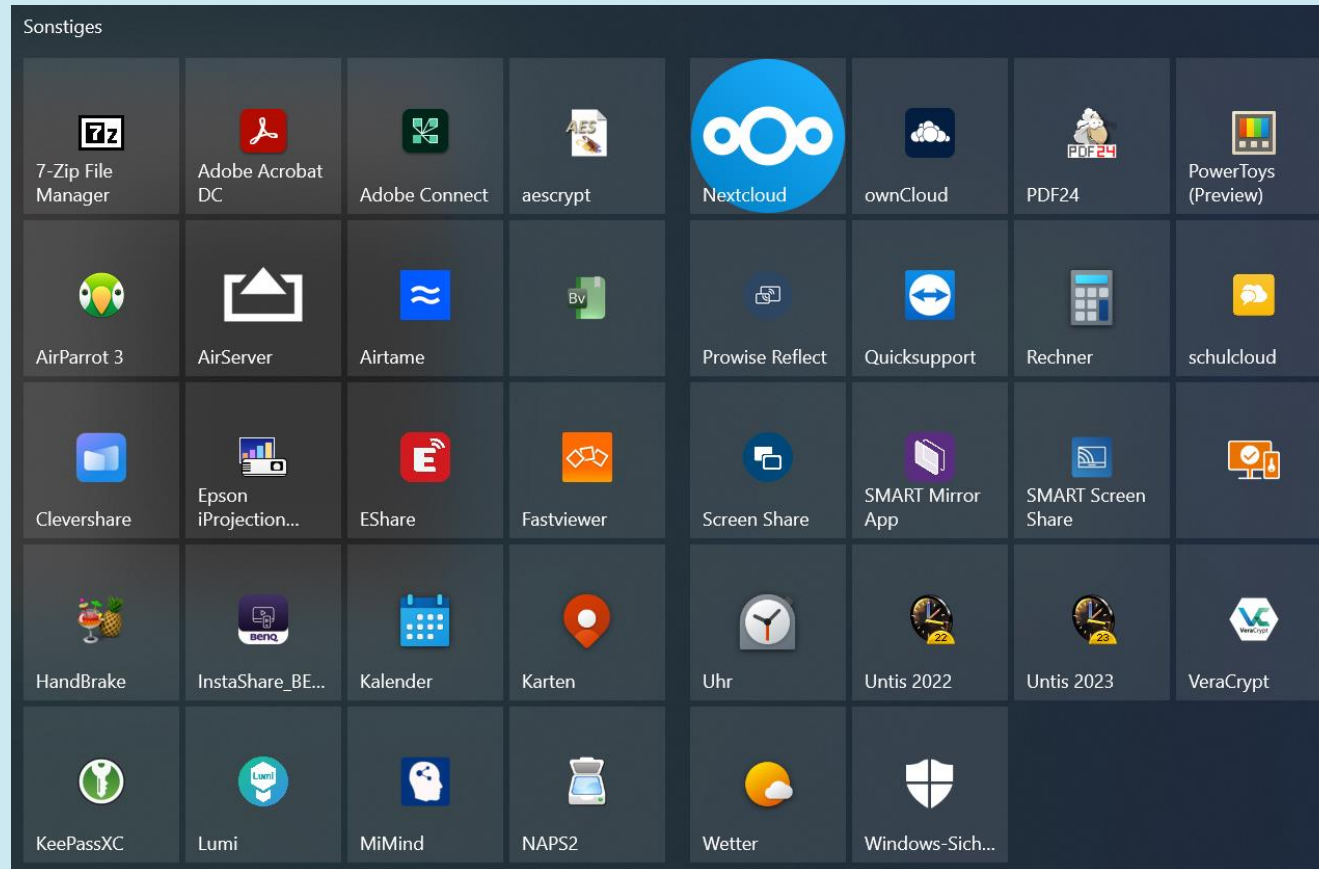 Sonstiges
7z
7-Zip File
Manager
Adobe Acrobat
DC
Adobe Connect
AES
aescrypt
Nextcloud
ownCloud
PDF24
PDF24
PowerToys
(Preview)
AirParrot 3
AirServer
Airtame
Bv
Prowise Reflect
Quicksupport
Rechner
schulcloud
Clevershare
Epson
iProjection...
E
EShare
Fastviewer
Screen Share
SMART Mirror
App
SMART Screen
Share
HandBrake
BenQ
InstaShare_BE...
Kalender
Karten
Uhr
22
Untis 2022
23
Untis 2023
VC
VeraCrypt
VeraCrypt
KeePassXC
Lumi
Lumi
MiMind
NAPS2
Wetter
Windows-Sich...